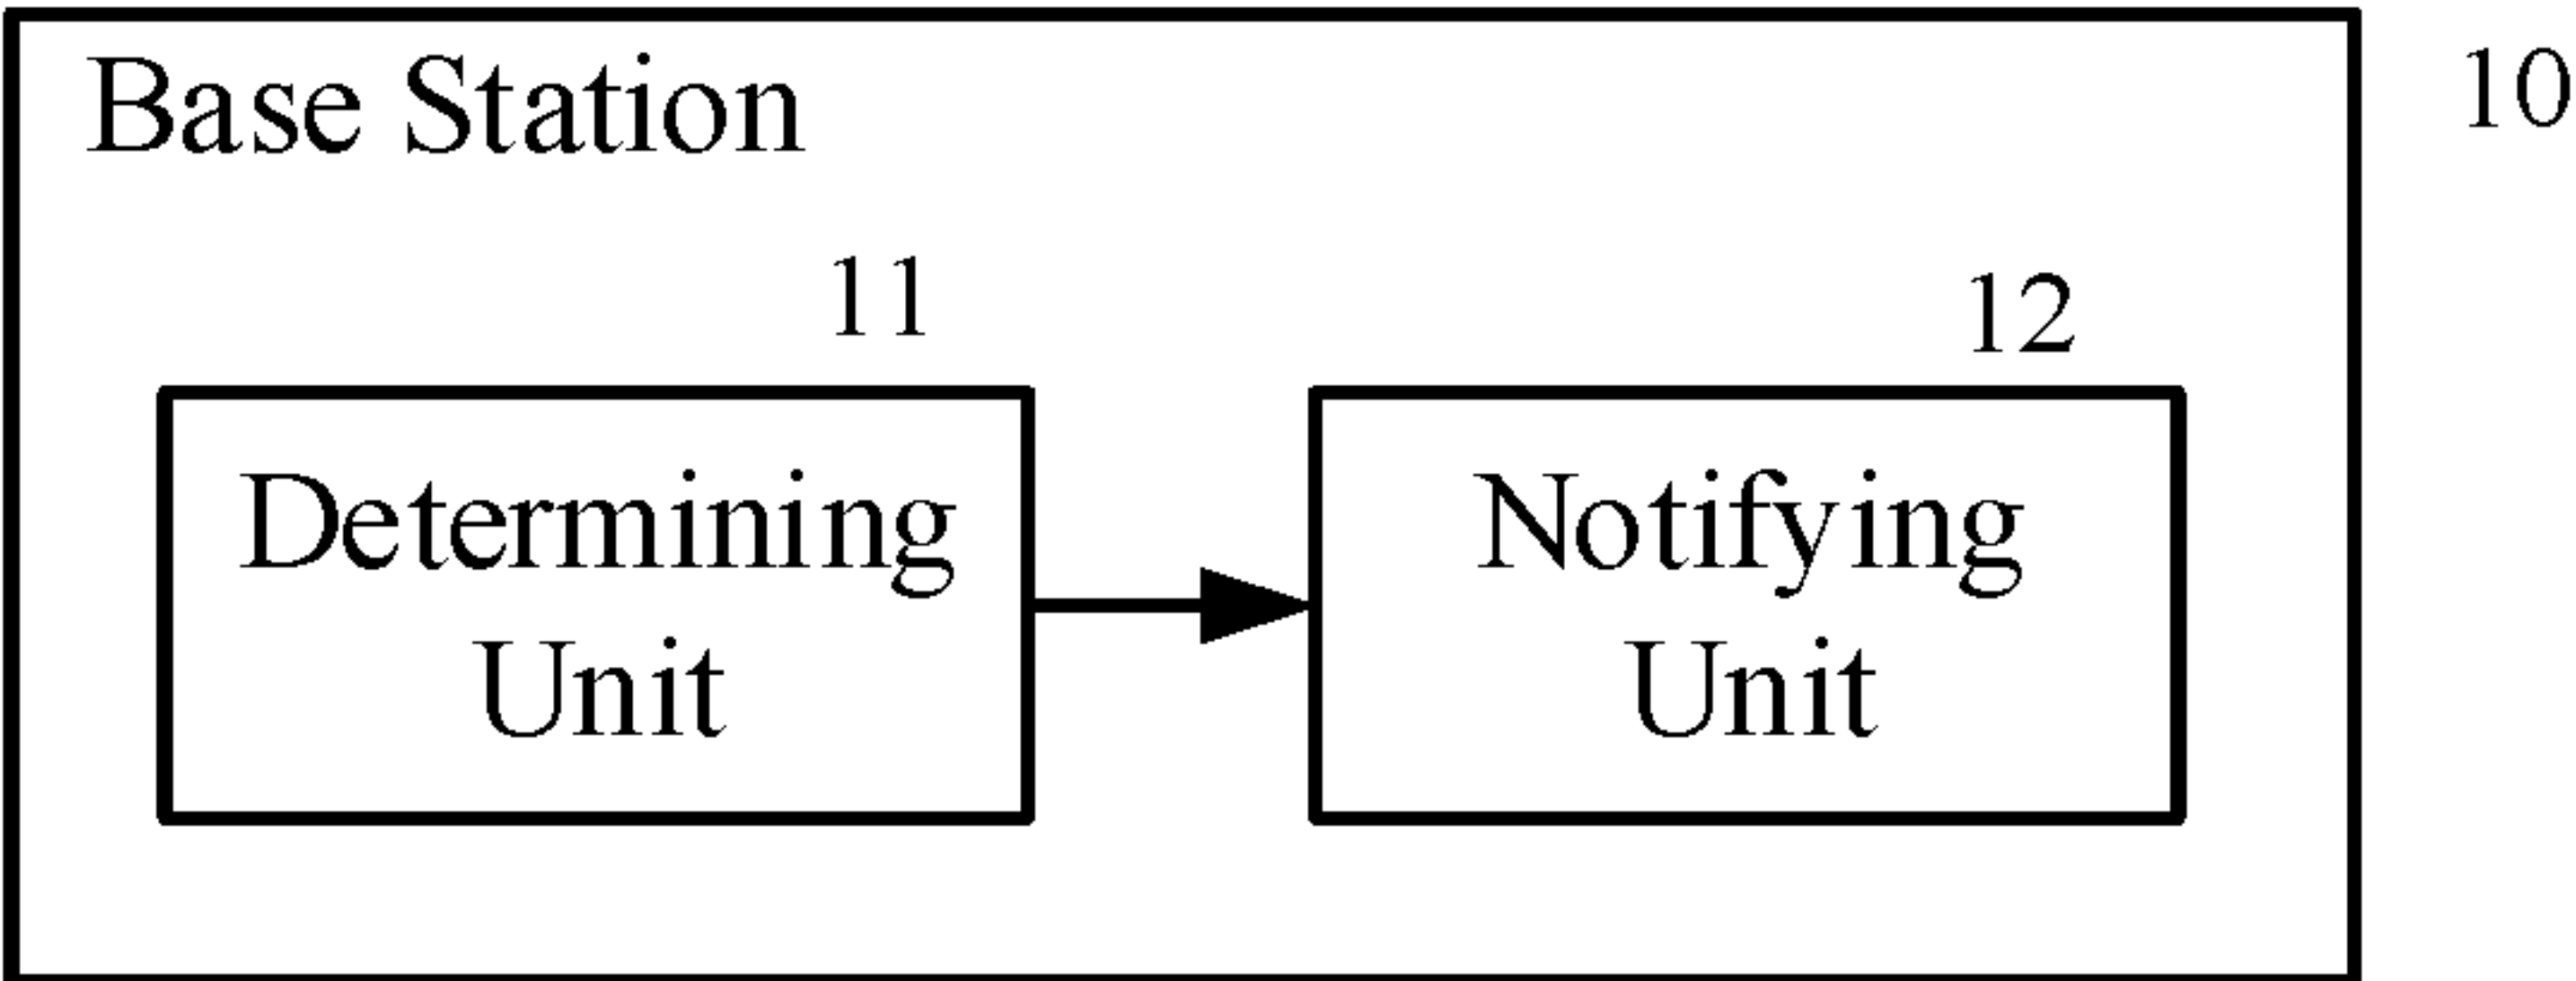 Base Station
10
11
12
Determining
Unit
Notifying
Unit